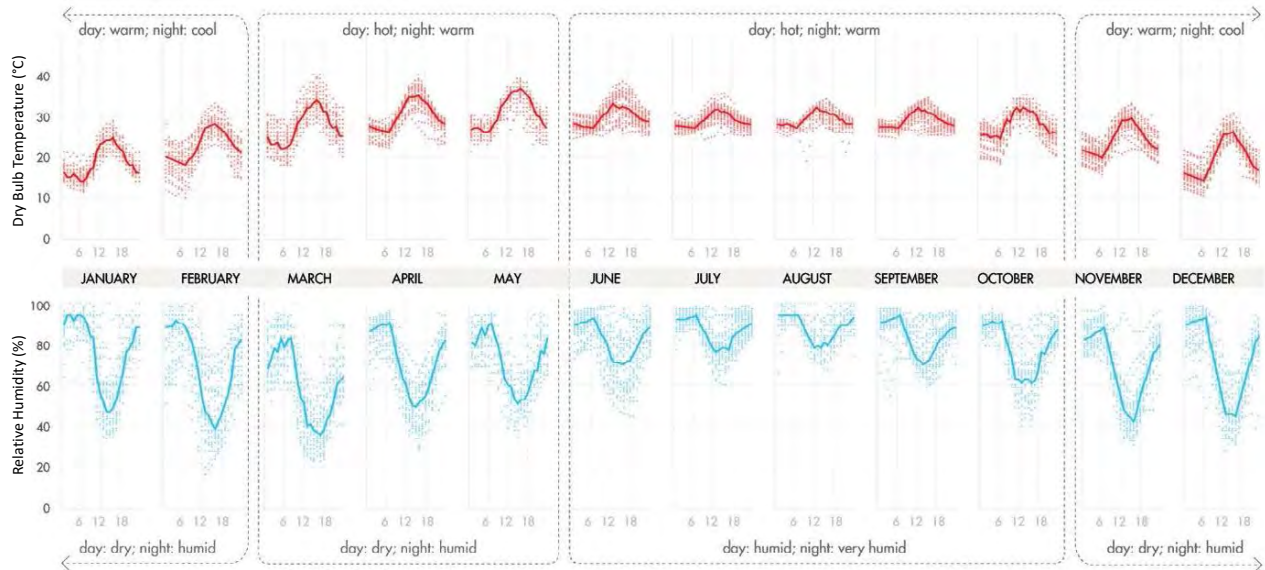 day: warm; night: cool
day: hot; night: warm
day: hot; night: warm
day: warm; night: cool
Dry Bulb Temperature (°C)
40
30
20
10
0
6 12 18 6 12 18 6 12 18 6 12 18 6 12 18 6 12 18 6 12 18 6 12 18 6 12 18 6 12 18 6 12 18 6 12 18
JANUARY FEBRUARY MARCH APRIL MAY JUNE JULY AUGUST SEPTEMBER OCTOBER NOVEMBER DECEMBER
Relative Humidity (%)
100
80
60
40
20
0
6 12 18 6 12 18 6 12 18 6 12 18 6 12 18 6 12 18 6 12 18 6 12 18 6 12 18 6 12 18 6 12 18 6 12 18
day: dry; night: humid
day: dry; night: humid
day: humid; night: very humid
day: dry; night: humid